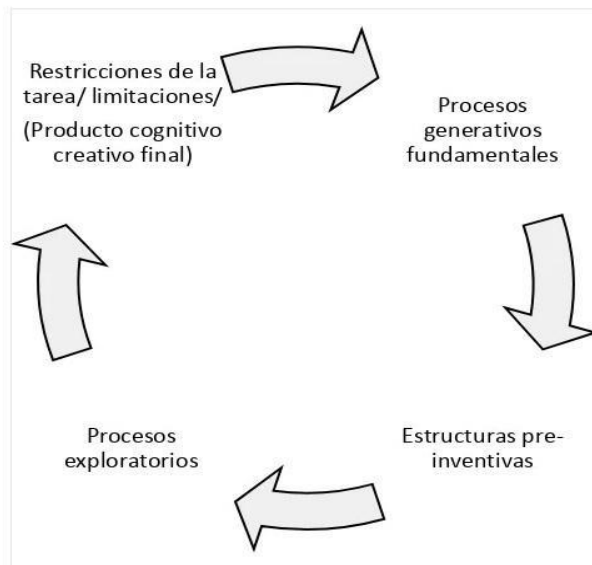 Restricciones de la
tarea/ limitaciones/
(Producto cognitivo
creativo final)
Procesos
generativos
fundamentales
Estructuras pre-
inventivas
Procesos
exploratorios